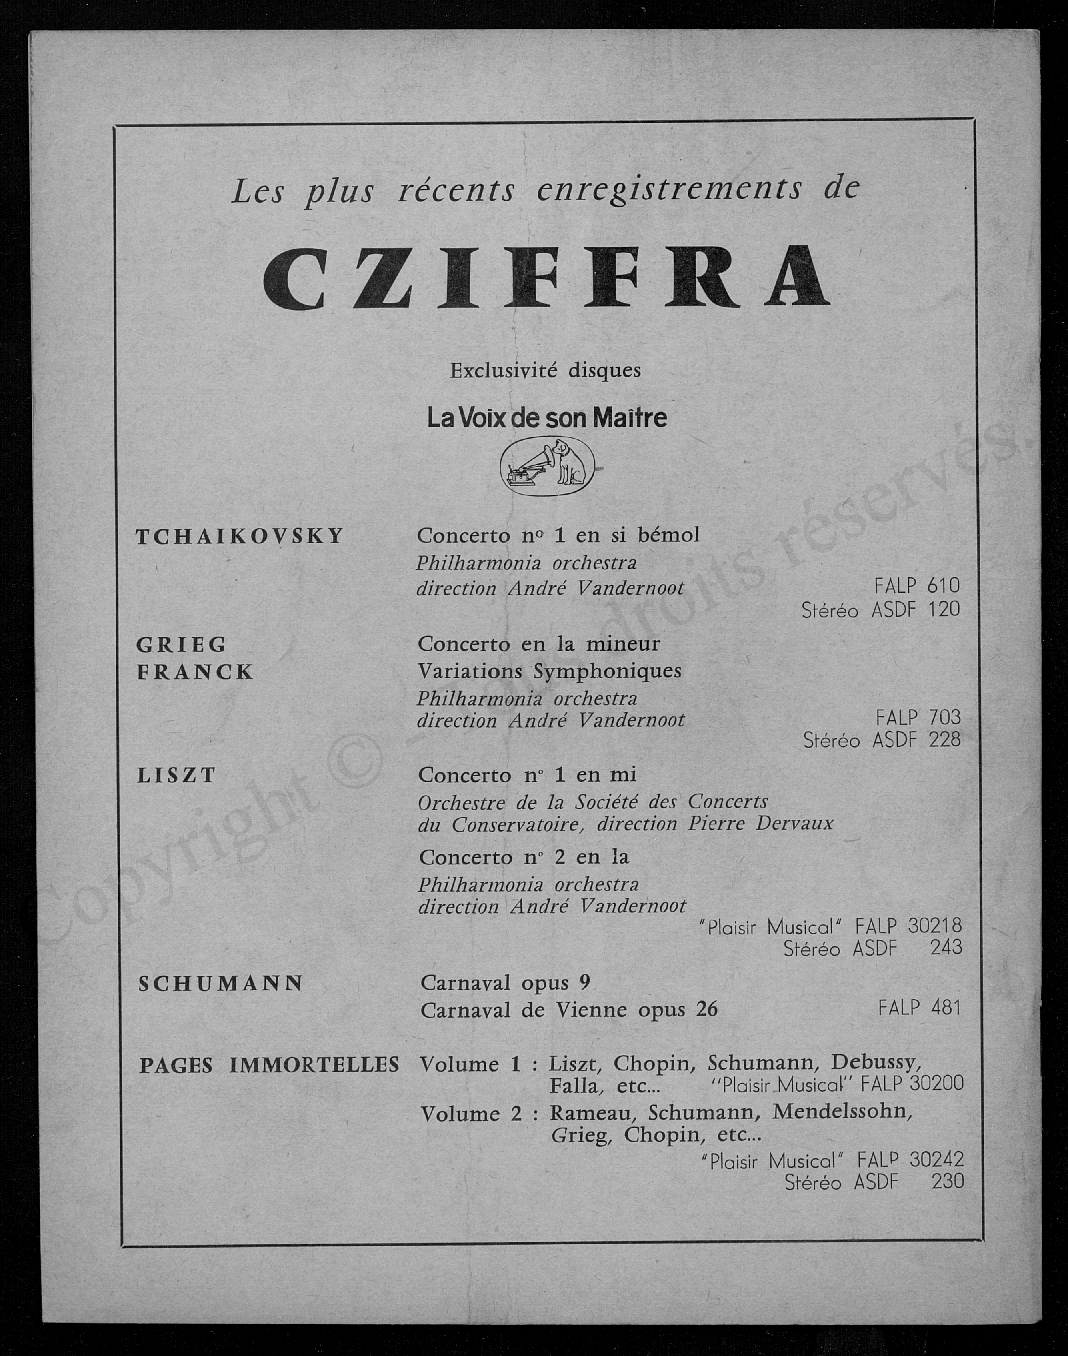 Les plus récents enregistrements de
CZIFFRA
Exclusivité disques
La Voix de son Maître
TCHAIKOVSKY Concerto nº 1 en si bémol
Philharmonia orchestra
direction André Vandernoot FALP 610
Stéréo ASDF 120
GRIEG Concerto en la mineur
FRANCK Variations Symphoniques
Philharmonia orchestra
direction André Vandernoot FALP 703
Stéréo ASDF 228
LISZT Concerto n° 1 en mi
Orchestre de la Société des Concerts
du Conservatoire, direction Pierre Dervaux
Concerto n° 2 en la
Philharmonia orchestra
direction André Vandernoot
"Plaisir Musical" FALP 30218
Stéréo ASDF 243
SCHUMANN Carnaval opus 9
Carnaval de Vienne opus 26 FALP 481
PAGES IMMORTELLES Volume 1 : Liszt, Chopin, Schumann, Debussy,
Falla, etc... "Plaisir Musical" FALP 30200
Volume 2 : Rameau, Schumann, Mendelssohn,
Grieg, Chopin, etc...
"Plaisir Musical" FALP 30242
Stéréo ASDF 230
Copyright © - Tous droits réservés.